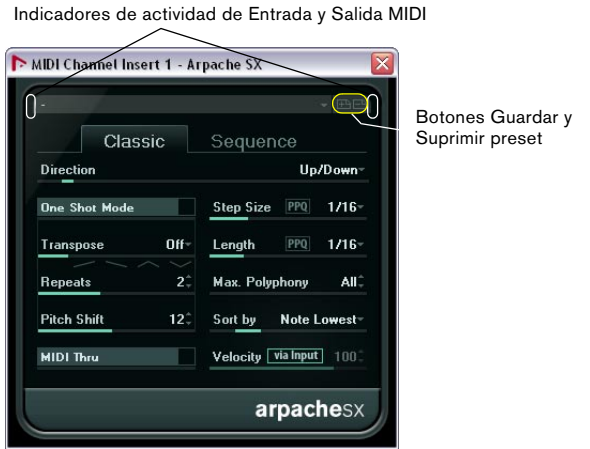 Indicadores de actividad de Entrada y Salida MIDI
MIDI Channel Insert 1 - Arpache SX
-
Botones Guardar y
Suprimir preset
Classic Sequence
Direction Up/Down
One Shot Mode Step Size PPQ 1/16
Transpose Off Length PPQ 1/16
Repeats 2 Max. Polyphony All
Pitch Shift 12 Sort by Note Lowest
MIDI Thru Velocity via Input 100
arpacheSX